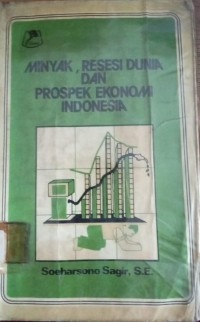 MINYAK, RESESI DUNIA
DAN
PROSPEK EKONOMI
INDONESIA
Soeharsono Sagir, S.E.